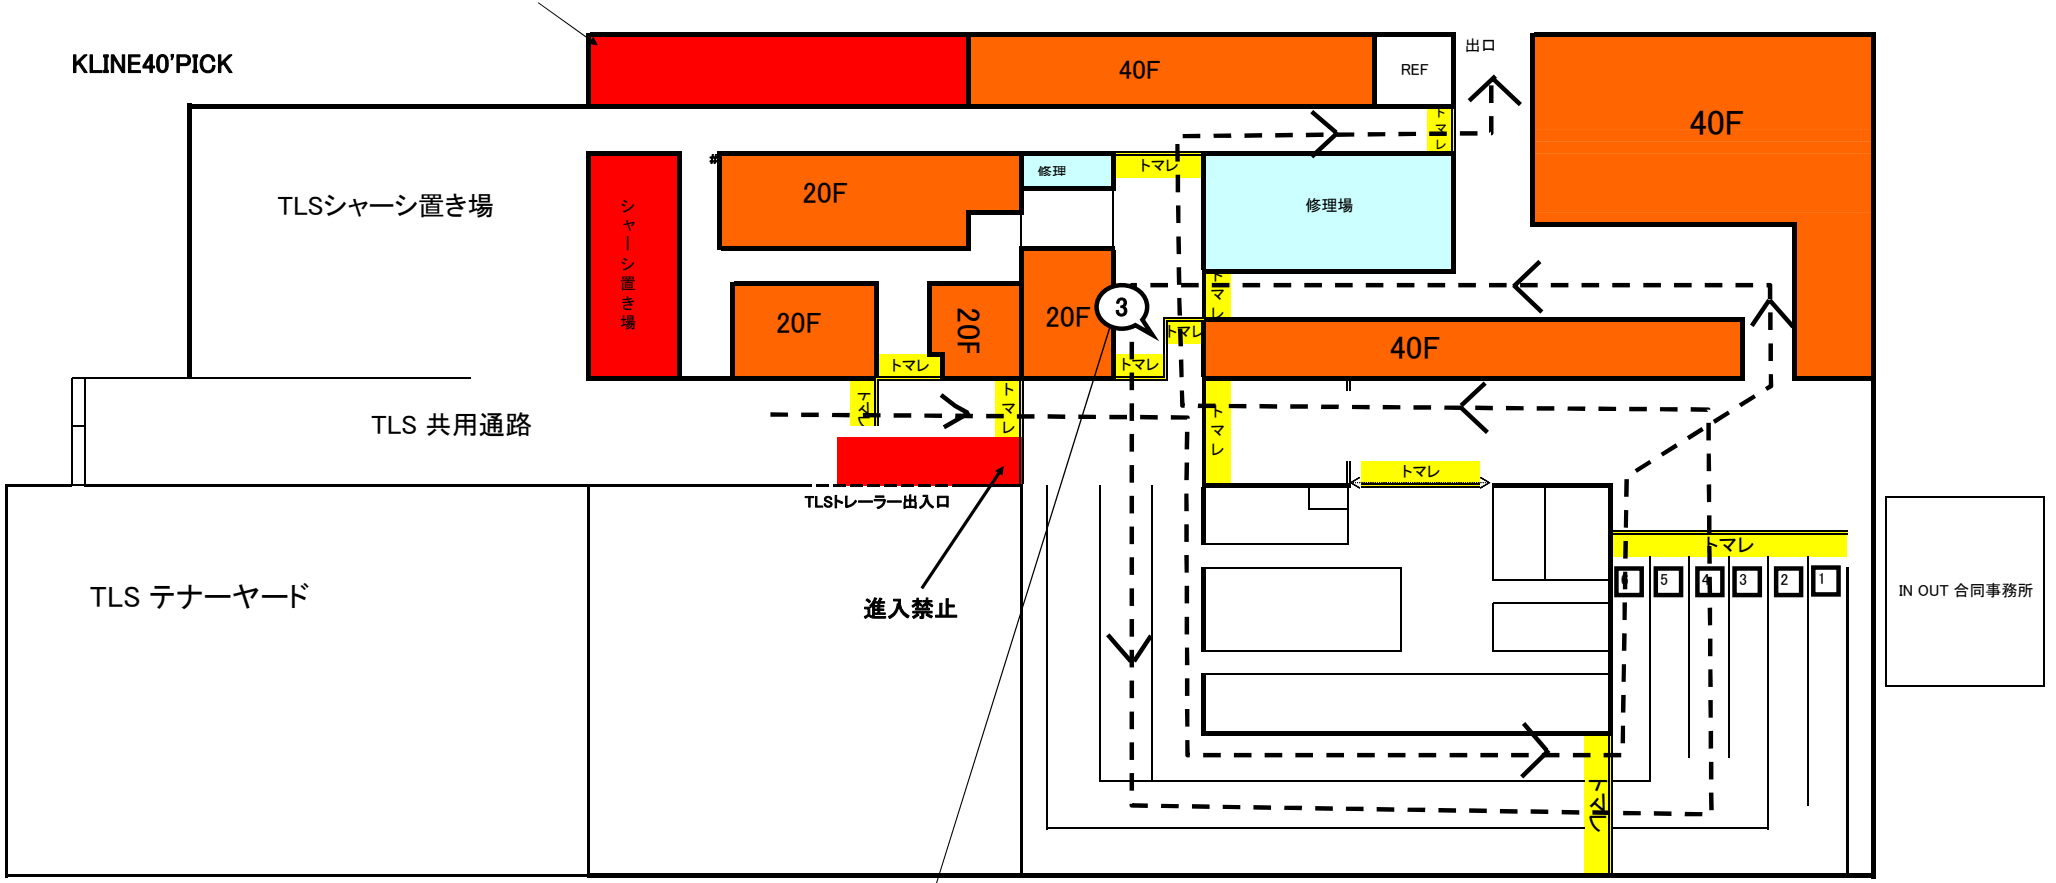 出口
KLINE40'PICK
40F
REF
40F
トマレ
#
20F
修理
トマレ
TLSシャーシ置き場
シャーシ置き場
修理場
トマレ
20F
20F
20F
3
トマレ
40F
トマレ
トマレ
トマレ
トマレ
トマレ
TLS 共用通路
トマレ
TLSトレーラー出入口
トマレ
6
5
4
3
2
1
IN OUT 合同事務所
TLS テナーヤード
進入禁止
トマレ